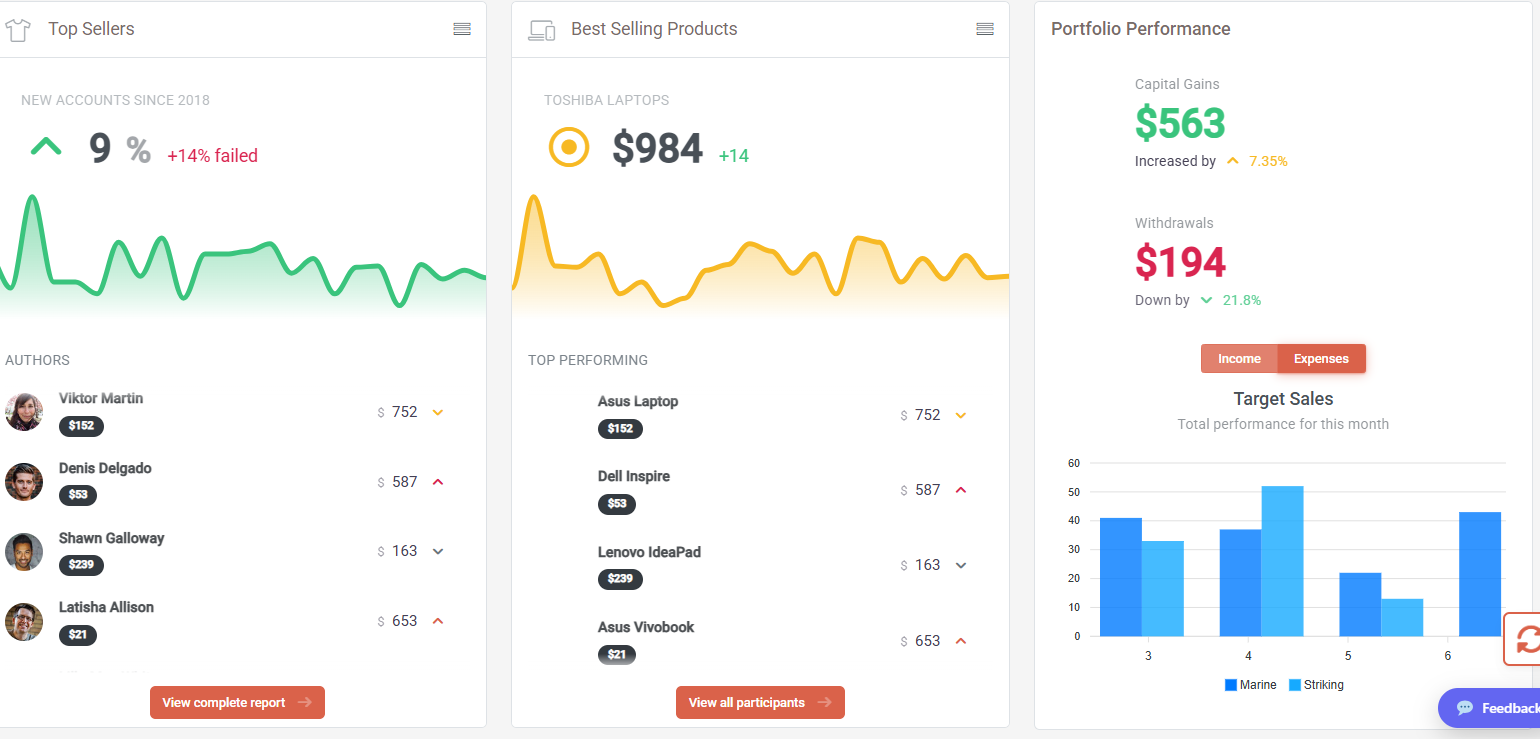 Top Sellers
NEW ACCOUNTS SINCE 2018
9 % +14% failed
AUTHORS
Viktor Martin
$152
$ 752
Denis Delgado
$53
$ 587
Shawn Galloway
$239
$ 163
Latisha Allison
$21
$ 653
View complete report
Best Selling Products
TOSHIBA LAPTOPS
$984 +14
TOP PERFORMING
Asus Laptop
$152
$ 752
Dell Inspire
$53
$ 587
Lenovo IdeaPad
$239
$ 163
Asus Vivobook
$21
$ 653
View all participants
Portfolio Performance
Capital Gains
$563
Increased by 7.35%
Withdrawals
$194
Down by 21.8%
Income Expenses
Target Sales
Total performance for this month
60
50
40
30
20
10
0
3 4 5 6
Marine Striking
Feedback